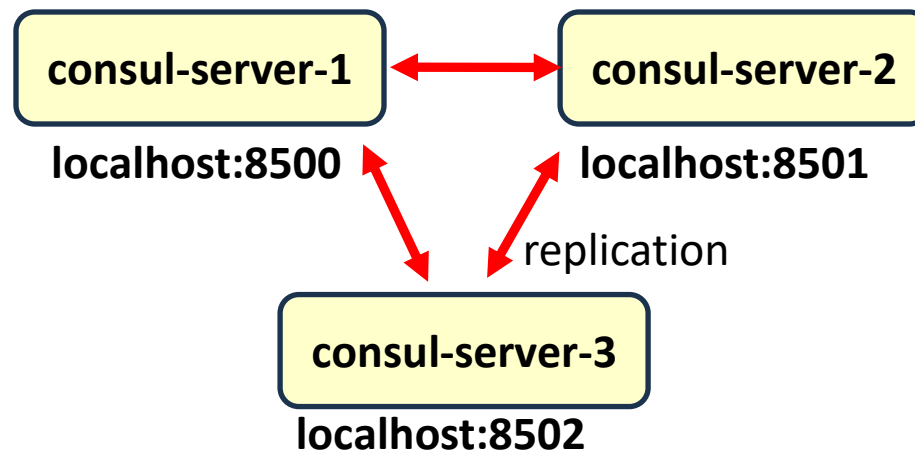 consul-server-1
consul-server-2
localhost:8500
localhost:8501
replication
consul-server-3
localhost:8502